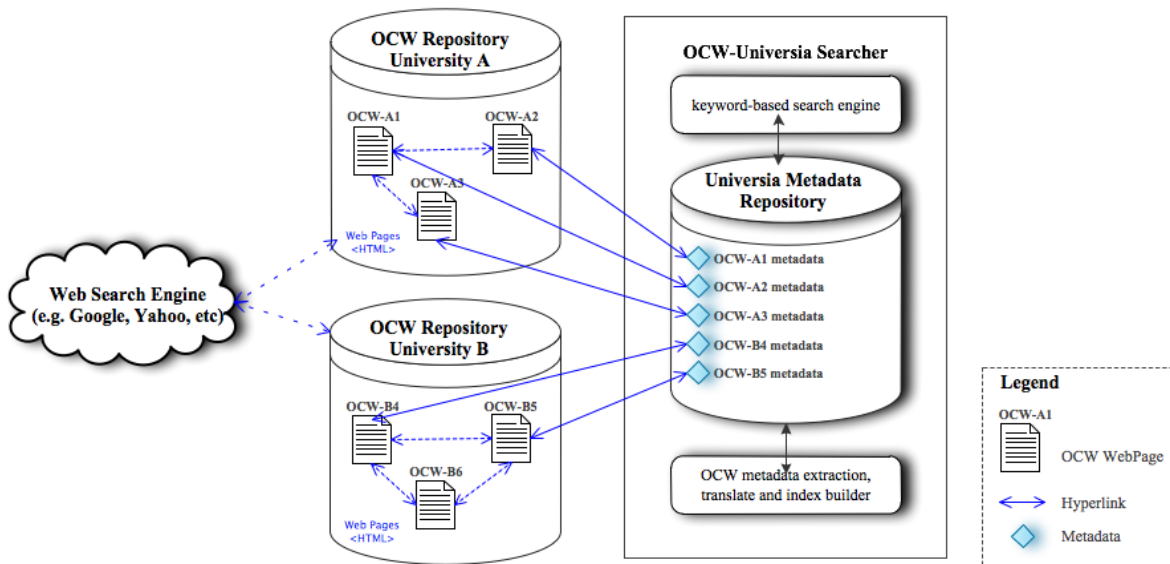 OCW Repository
University A
OCW-A1
OCW-A2
OCW-A3
Web Pages
<HTML>
Web Search Engine
(e.g. Google, Yahoo, etc)
OCW Repository
University B
OCW-B4
OCW-B5
OCW-B6
Web Pages
<HTML>
OCW-Universia Searcher
keyword-based search engine
Universia Metadata
Repository
OCW-A1 metadata
OCW-A2 metadata
OCW-A3 metadata
OCW-B4 metadata
OCW-B5 metadata
OCW metadata extraction,
translate and index builder
Legend
OCW-A1
OCW WebPage
Hyperlink
Metadata